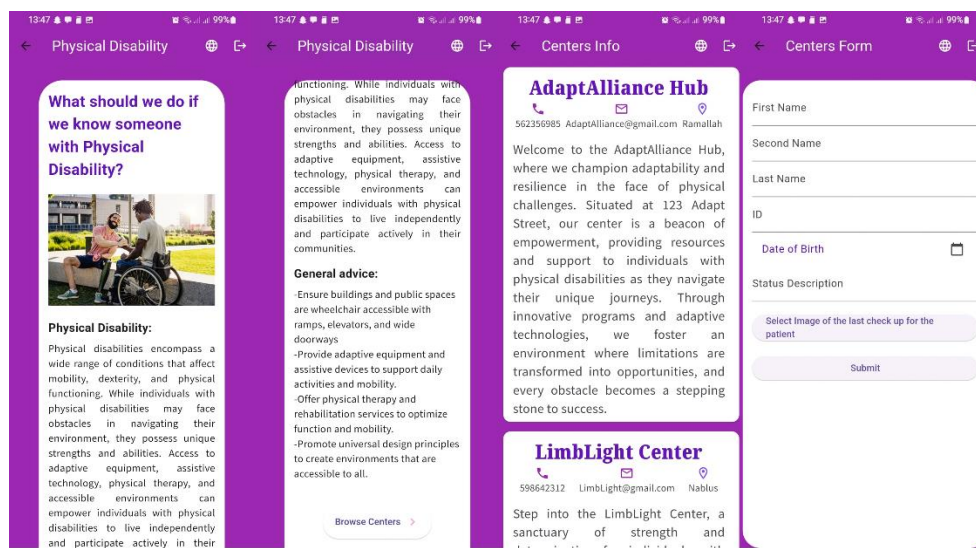 13:47
99%
Physical Disability
What should we do if
we know someone
with Physical
Disability?
Physical Disability:
Physical disabilities encompass a
wide range of conditions that affect
mobility, dexterity, and physical
functioning. While individuals with
physical disabilities may face
obstacles in navigating their
environment, they possess unique
strengths and abilities. Access to
adaptive equipment, assistive
technology, physical therapy, and
accessible environments can
empower individuals with physical
disabilities to live independently
and participate actively in their
13:47
99%
Physical Disability
functioning. While individuals with
physical disabilities may face
obstacles in navigating their
environment, they possess unique
strengths and abilities. Access to
adaptive equipment, assistive
technology, physical therapy, and
accessible environments can
empower individuals with physical
disabilities to live independently
and participate actively in their
communities.
General advice:
-Ensure buildings and public spaces
are wheelchair accessible with
ramps, elevators, and wide
doorways
-Provide adaptive equipment and
assistive devices to support daily
activities and mobility.
-Offer physical therapy and
rehabilitation services to optimize
function and mobility.
-Promote universal design principles
to create environments that are
accessible to all.
Browse Centers
13:47
99%
Centers Info
AdaptAlliance Hub
562356985 AdaptAlliance@gmail.com Ramallah
Welcome to the AdaptAlliance Hub,
where we champion adaptability and
resilience in the face of physical
challenges. Situated at 123 Adapt
Street, our center is a beacon of
empowerment, providing resources
and support to individuals with
physical disabilities as they navigate
their unique journeys. Through
innovative programs and adaptive
technologies, we foster an
environment where limitations are
transformed into opportunities, and
every obstacle becomes a stepping
stone to success.
LimbLight Center
598642312 LimbLight@gmail.com Nablus
Step into the LimbLight Center, a
sanctuary of strength and
13:47
99%
Centers Form
First Name
Second Name
Last Name
ID
Date of Birth
Status Description
Select Image of the last check up for the
patient
Submit